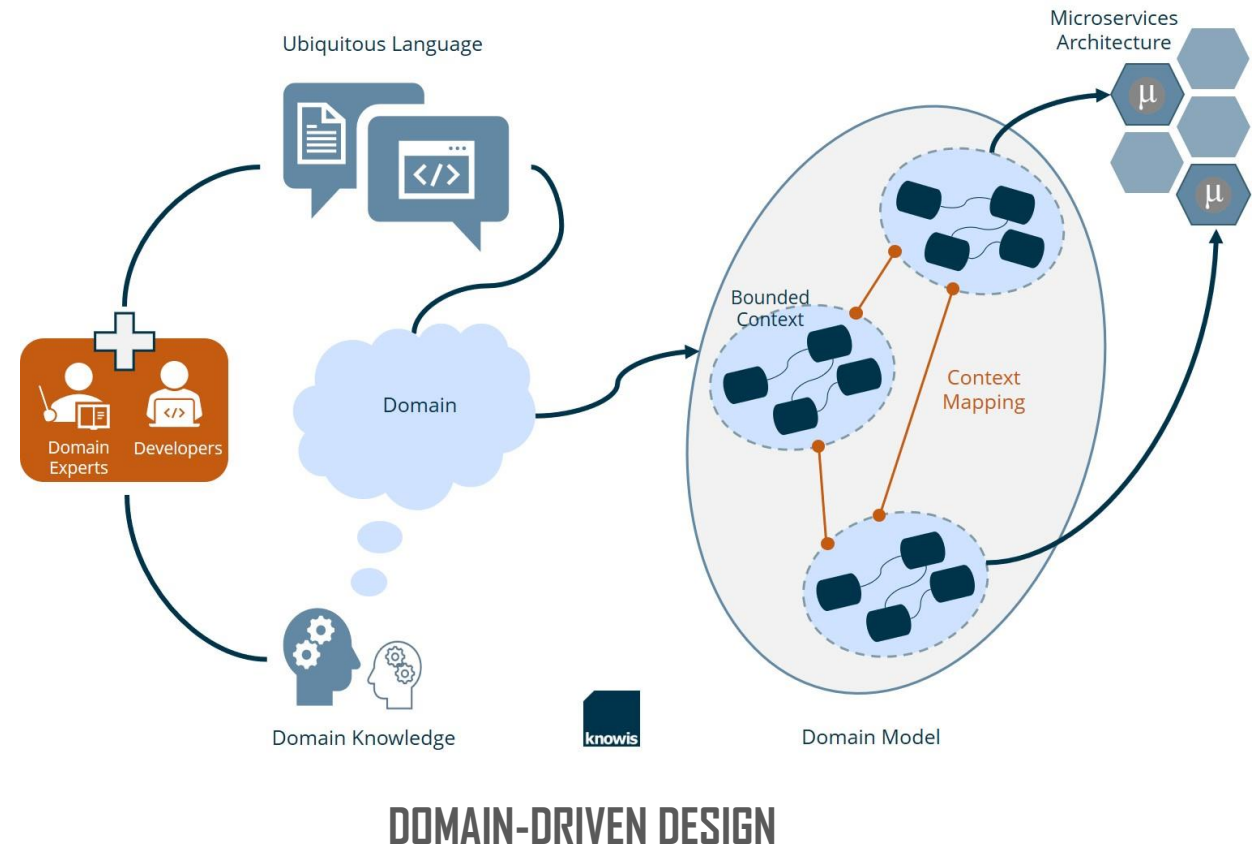 Ubiquitous Language
</>
</>
Microservices
Architecture
μ
μ
Bounded
Context
Context
Mapping
Domain
Domain
Experts
Developers
</>
Domain Knowledge
knowis
Domain Model
DOMAIN-DRIVEN DESIGN